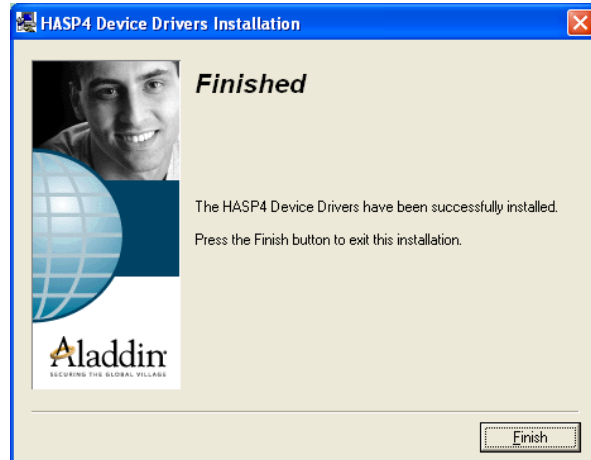 HASP4 Device Drivers Installation
Finished
The HASP4 Device Drivers have been successfully installed.
Press the Finish button to exit this installation.
Aladdin
SECURING THE GLOBAL VILLAGE
Finish